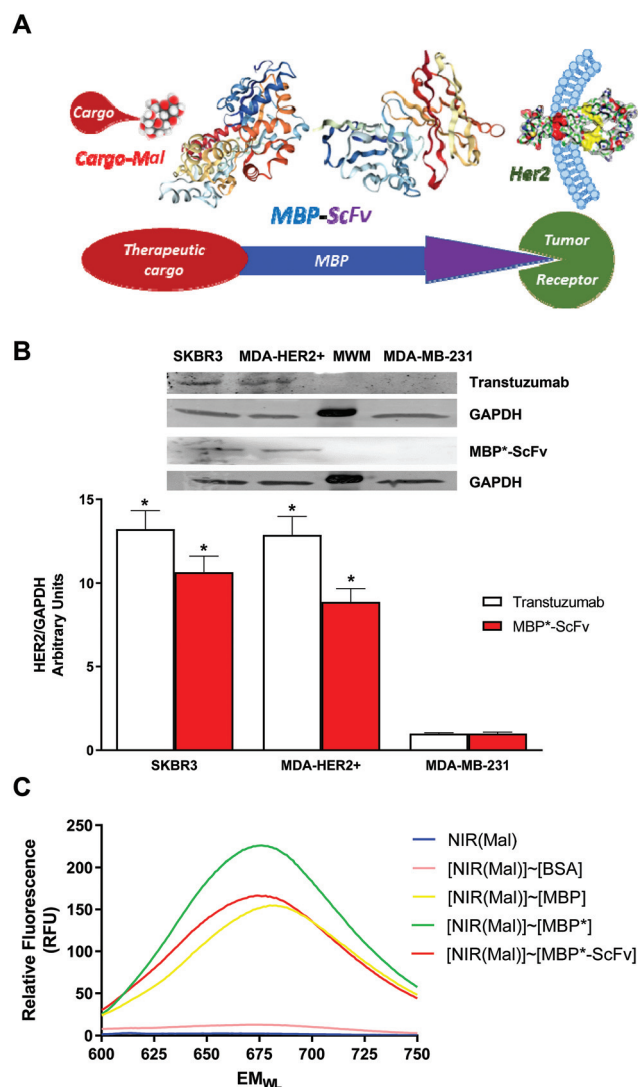 A
Cargo
Cargo-Mal
Her2
MBP-ScFv
Therapeutic
cargo
MBP
Tumor
Receptor
B
SKBR3 MDA-HER2+ MWM MDA-MB-231
Transtuzumab
GAPDH
MBP*-ScFv
GAPDH
HER2/GAPDH
Arbitrary Units
15
10
5
0
* * * *
Transtuzumab
MBP*-ScFv
SKBR3 MDA-HER2+ MDA-MB-231
C
Relative Fluorescence
(RFU)
250
200
150
100
50
0
600 625 650 675 700 725 750
EMWL
NIR(Mal)
[NIR(Mal)]~[BSA]
[NIR(Mal)]~[MBP]
[NIR(Mal)]~[MBP*]
[NIR(Mal)]~[MBP*-ScFv]